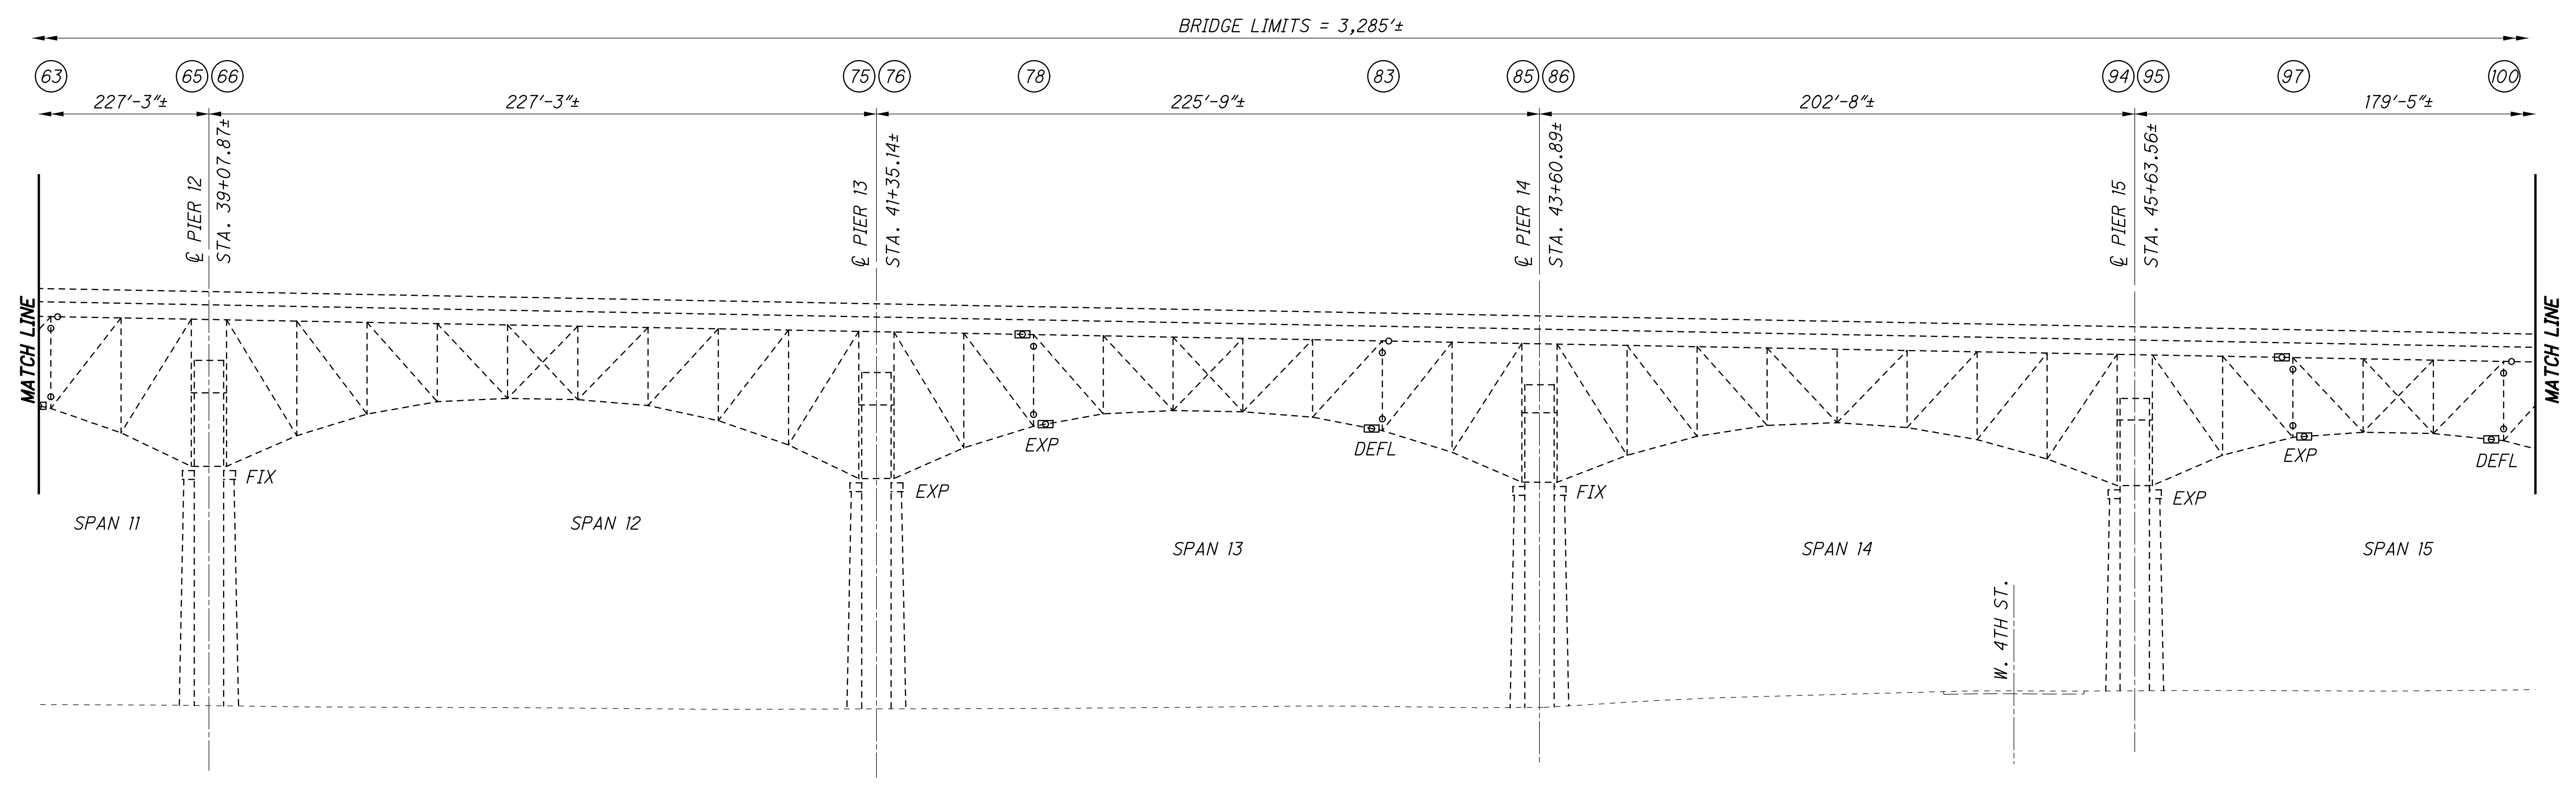 BRIDGE LIMITS = 3,285'±
63 65 66 75 76 78 83 85 86 94 95 97 100
227'-3"± 227'-3"± 225'-9"± 202'-8"± 179'-5"±
℄ PIER 12
STA. 39+07.87±
℄ PIER 13
STA. 41+35.14±
℄ PIER 14
STA. 43+60.89±
℄ PIER 15
STA. 45+63.56±
MATCH LINE
MATCH LINE
EXP
DEFL
EXP
DEFL
FIX
EXP
FIX
EXP
SPAN 11
SPAN 12
SPAN 13
SPAN 14
SPAN 15
W. 4TH ST.